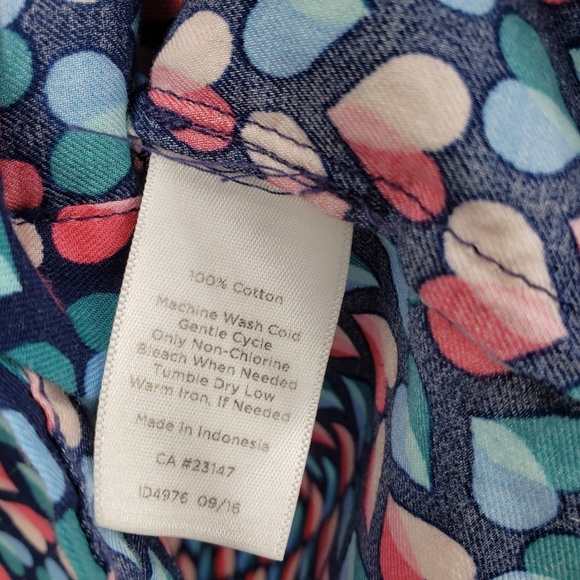 100% Cotton
Machine Wash Cold
Gentle Cycle
Only Non-Chlorine
Bleach When Needed
Tumble Dry Low
Warm Iron, If Needed
Made in Indonesia
CA #23147
ID4976 09/16